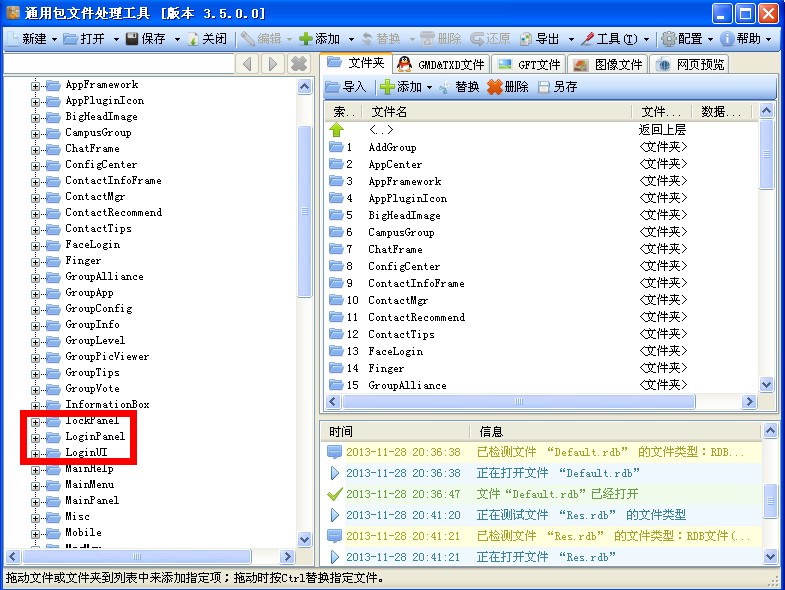 通用包文件处理工具 [版本 3.5.0.0]
新建 打开 保存 关闭 编辑 添加 替换 删除 还原 导出 工具(T) 配置 帮助
文件夹 GMD&TXD文件 GFT文件 图像文件 网页预览
导入 添加 替换 删除 另存
AppFramework
AppPluginIcon
BigHeadImage
CampusGroup
ChatFrame
ConfigCenter
ContactInfoFrame
ContactMgr
ContactRecommend
ContactTips
FaceLogin
Finger
GroupAlliance
GroupApp
GroupConfig
GroupInfo
GroupLevel
GroupPicViewer
GroupTips
GroupVote
InformationBox
lockPanel
LoginPanel
LoginUI
MainHelp
MainMenu
MainPanel
Misc
Mobile
索.. 文件名 文件... 数据...
<..> 返回上层
1 AddGroup <文件夹>
2 AppCenter <文件夹>
3 AppFramework <文件夹>
4 AppPluginIcon <文件夹>
5 BigHeadImage <文件夹>
6 CampusGroup <文件夹>
7 ChatFrame <文件夹>
8 ConfigCenter <文件夹>
9 ContactInfoFrame <文件夹>
10 ContactMgr <文件夹>
11 ContactRecommend <文件夹>
12 ContactTips <文件夹>
13 FaceLogin <文件夹>
14 Finger <文件夹>
15 GroupAlliance <文件夹>
时间 信息
2013-11-28 20:36:38 已检测文件 “Default.rdb” 的文件类型：RDB...
2013-11-28 20:36:38 正在打开文件 “Default.rdb”
2013-11-28 20:36:47 文件“Default.rdb”已经打开
2013-11-28 20:41:20 正在测试文件 “Res.rdb” 的文件类型
2013-11-28 20:41:21 已检测文件 “Res.rdb” 的文件类型：RDB文件(...
2013-11-28 20:41:21 正在打开文件 “Res.rdb”
拖动文件或文件夹到列表中来添加指定项；拖动时按Ctrl替换指定文件。